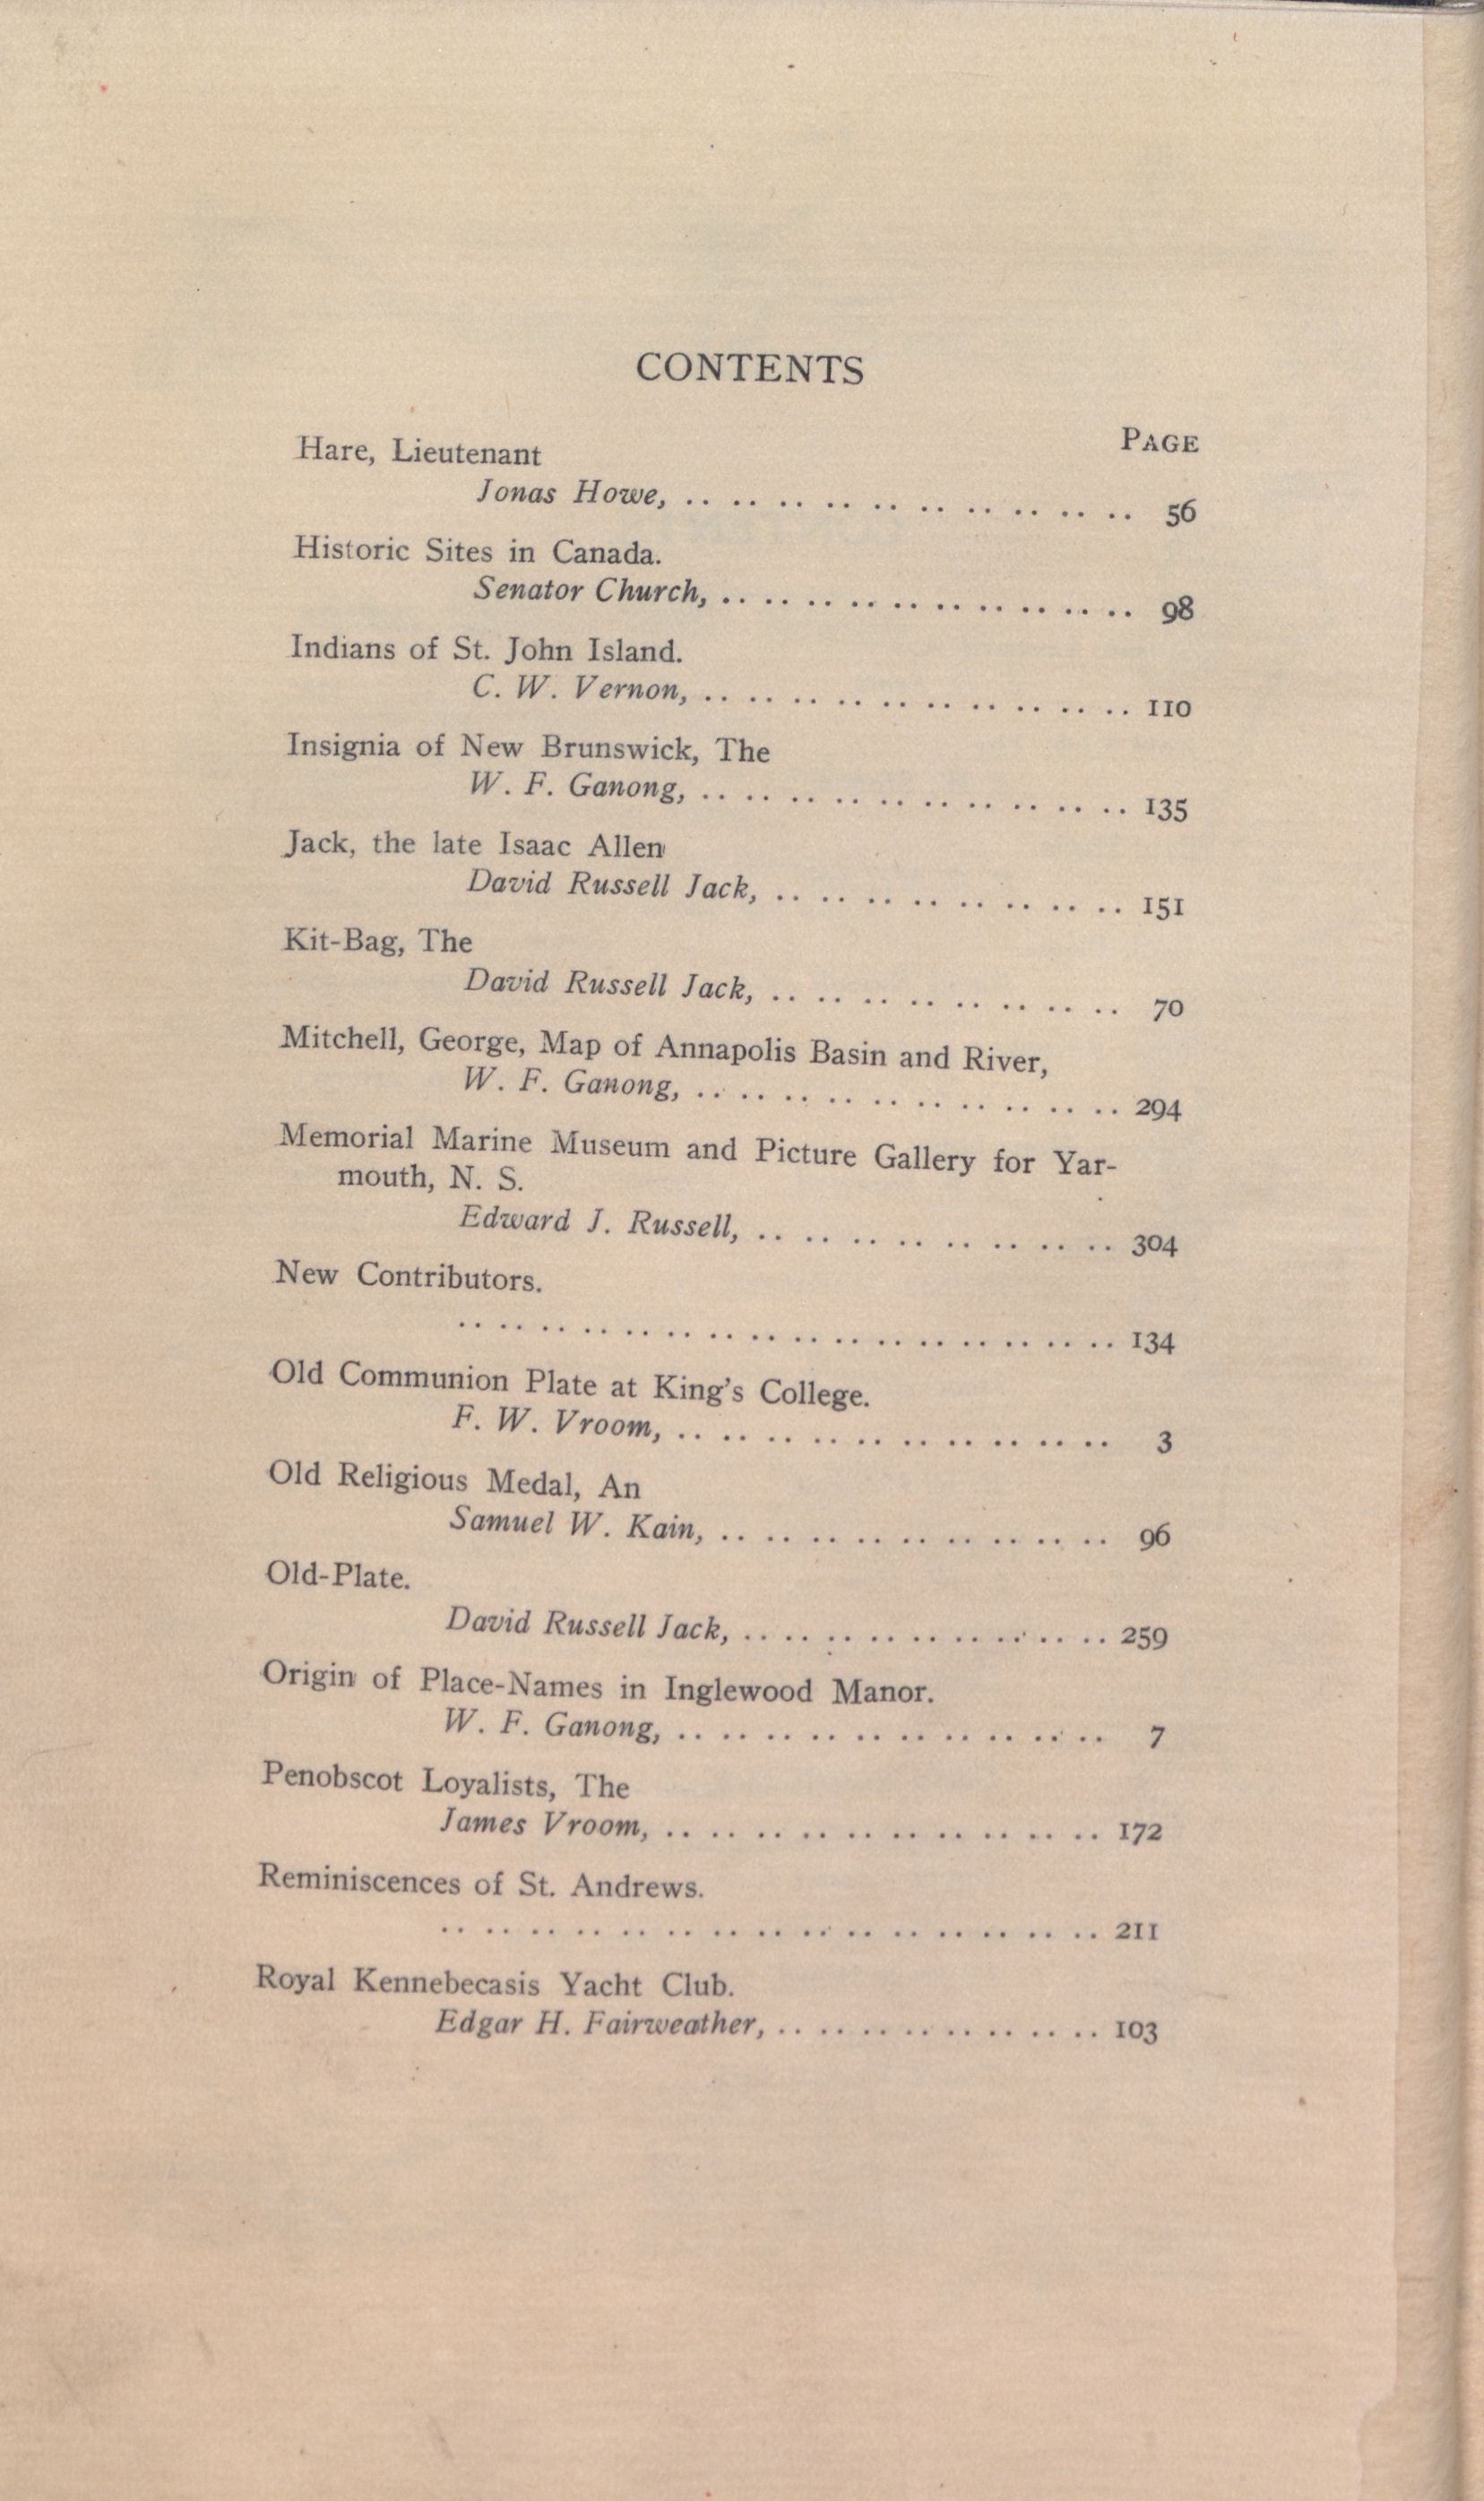 CONTENTS
PAGE
Hare, Lieutenant
Jonas Howe, .. .. .. .. .. .. .. .. .. .. 56
Historic Sites in Canada.
Senator Church, .. .. .. .. .. .. .. .. .. .. 98
Indians of St. John Island.
C. W. Vernon, .. .. .. .. .. .. .. .. .. .. 110
Insignia of New Brunswick, The
W. F. Ganong, .. .. .. .. .. .. .. .. .. .. 135
Jack, the late Isaac Allen
David Russell Jack, .. .. .. .. .. .. .. .. 151
Kit-Bag, The
David Russell Jack, .. .. .. .. .. .. .. .. 70
Mitchell, George, Map of Annapolis Basin and River,
W. F. Ganong, .. .. .. .. .. .. .. .. .. .. 294
Memorial Marine Museum and Picture Gallery for Yar-
mouth, N. S.
Edward J. Russell, .. .. .. .. .. .. .. .. 304
New Contributors.
.. .. .. .. .. .. .. .. .. .. .. .. .. .. .. .. 134
Old Communion Plate at King's College.
F. W. Vroom, .. .. .. .. .. .. .. .. .. .. 3
Old Religious Medal, An
Samuel W. Kain, .. .. .. .. .. .. .. .. .. 96
Old-Plate.
David Russell Jack, .. .. .. .. .. .. .. .. .. 259
Origin of Place-Names in Inglewood Manor.
W. F. Ganong, .. .. .. .. .. .. .. .. .. .. 7
Penobscot Loyalists, The
James Vroom, .. .. .. .. .. .. .. .. .. .. 172
Reminiscences of St. Andrews.
.. .. .. .. .. .. .. .. .. .. .. .. .. .. .. 211
Royal Kennebecasis Yacht Club.
Edgar H. Fairweather, .. .. .. .. .. .. .. .. 103